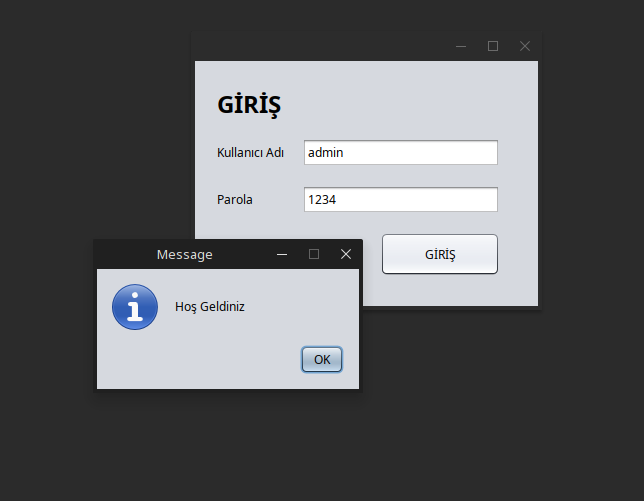 GİRİŞ
Kullanıcı Adı
admin
Parola
1234
GİRİŞ
Message
Hoş Geldiniz
OK